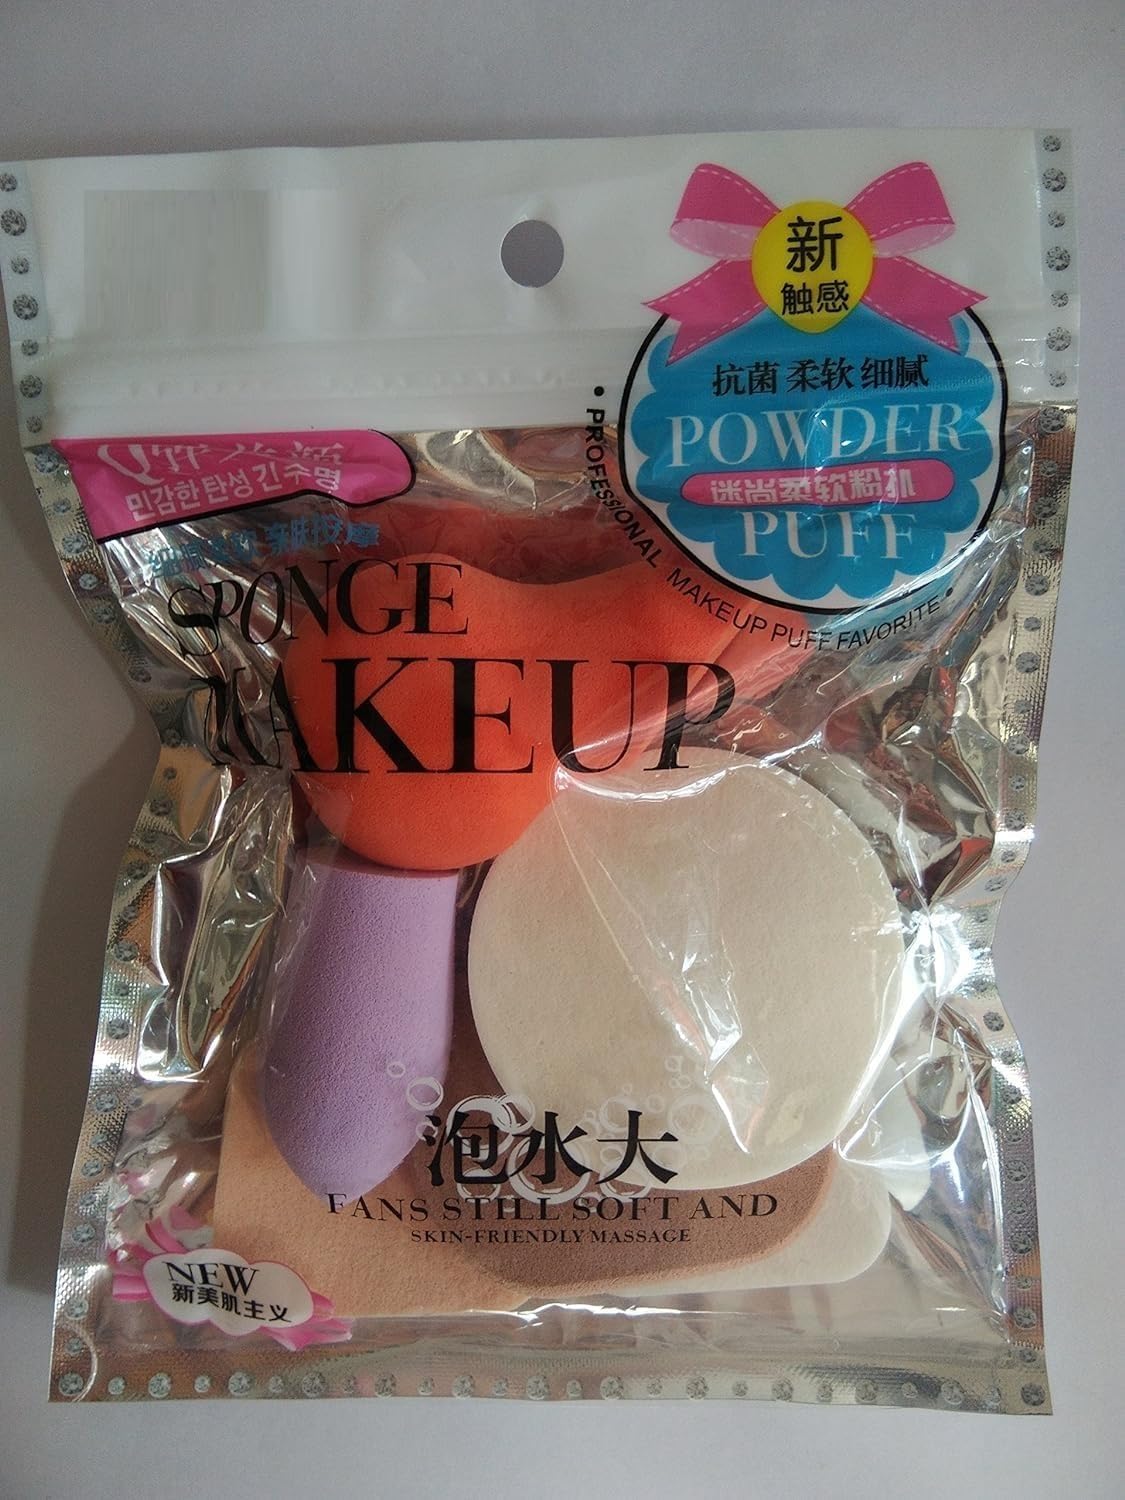 新
触感
抗菌 柔软 细腻
POWDER
迷尚柔软粉扑
PUFF
• PROFESSIONAL MAKEUP PUFF FAVORITE •
민감한 탄성 긴 수명
SPONGE
MAKEUP
泡水大
FANS STILL SOFT AND
SKIN-FRIENDLY MASSAGE
NEW
新美肌主义